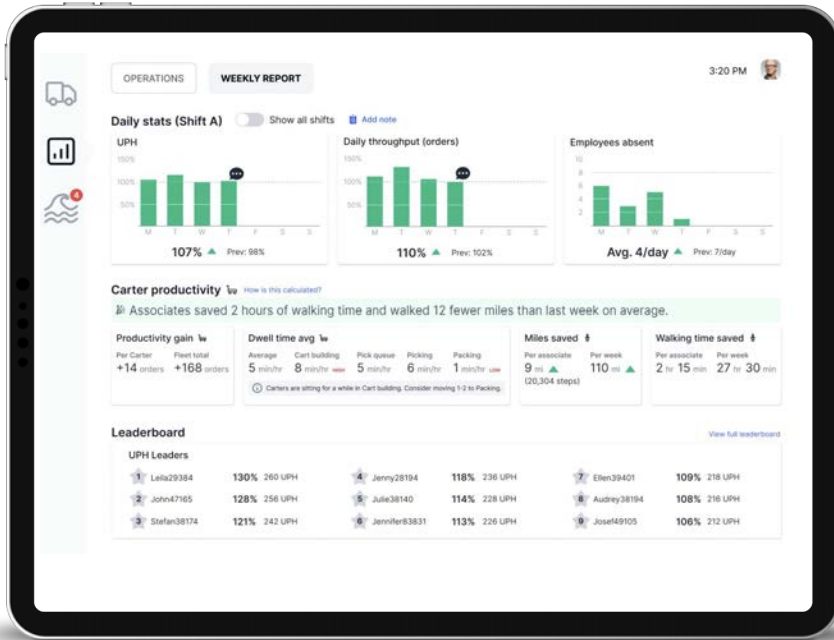 OPERATIONS
WEEKLY REPORT
3:20 PM
4
Daily stats (Shift A)
Show all shifts
Add note
UPH
150%
100%
50%
M T W T F S S
107% Prev: 98%
Daily throughput (orders)
150%
100%
50%
M T W T F S S
110% Prev: 102%
Employees absent
10
8
6
4
2
M T W T F S S
Avg. 4/day Prev: 7/day
Carter productivity
How is this calculated?
Associates saved 2 hours of walking time and walked 12 fewer miles than last week on average.
Productivity gain
Per Carter Fleet total
+14 orders +168 orders
Dwell time avg
Average Cart building Pick queue Picking Packing
5 min/hr 8 min/hr HIGH 5 min/hr 6 min/hr 1 min/hr LOW
Carters are sitting for a while in Cart building. Consider moving 1-2 to Packing.
Miles saved
Per associate Per week
9 mi 110 mi
(20,304 steps)
Walking time saved
Per associate Per week
2 hr 15 min 27 hr 30 min
Leaderboard
View full leaderboard
UPH Leaders
1 Leila29384 130% 260 UPH
2 John47165 128% 256 UPH
3 Stefan38174 121% 242 UPH
4 Jenny28194 118% 236 UPH
5 Julie38140 114% 228 UPH
6 Jennifer83831 113% 226 UPH
7 Ellen39401 109% 218 UPH
8 Audrey38194 108% 216 UPH
9 Josef49105 106% 212 UPH